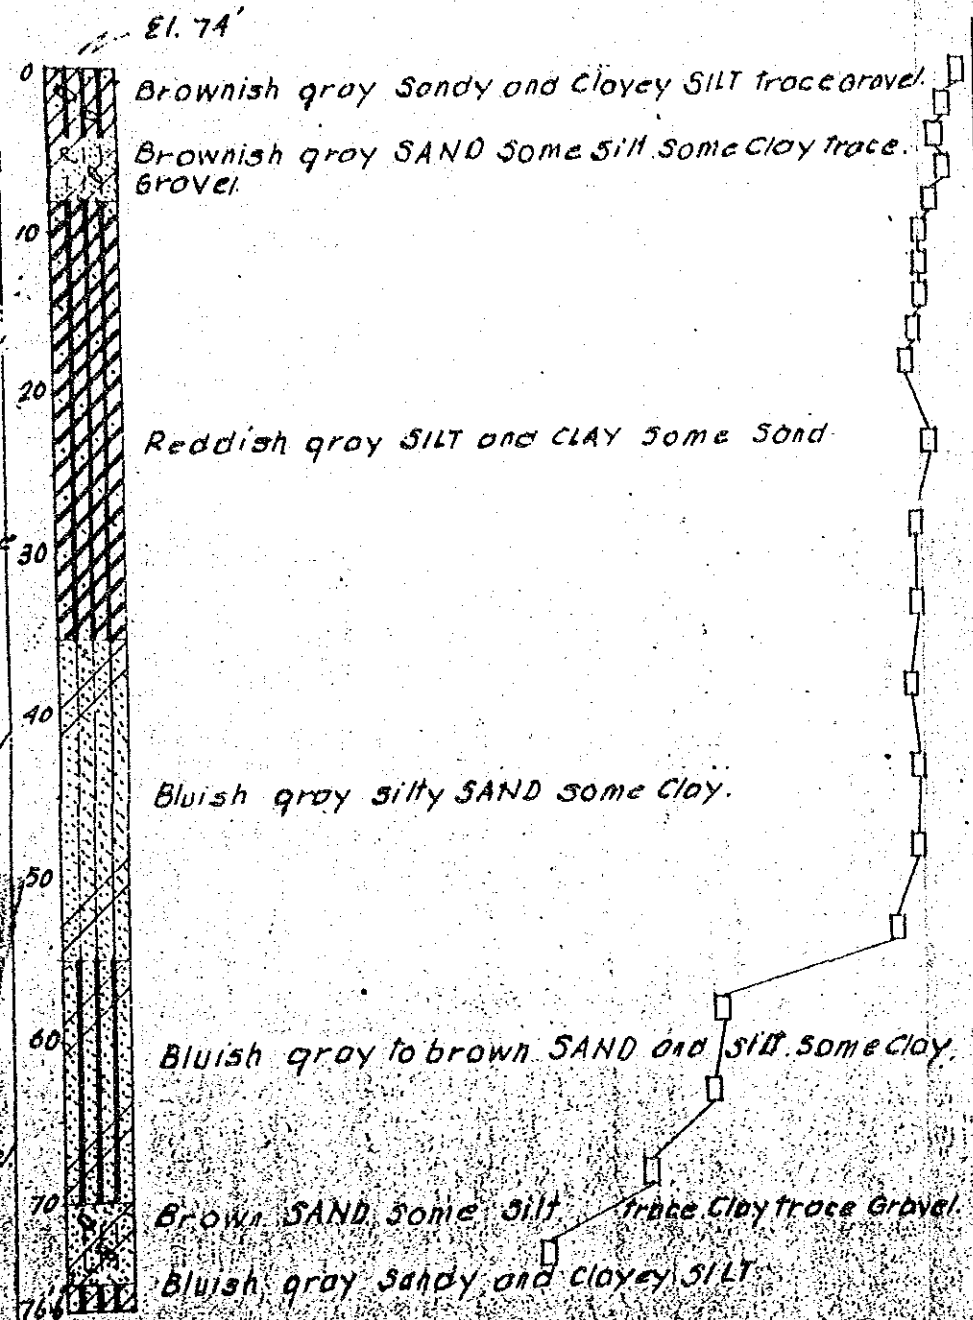 El. 74'
0
Brownish gray Sandy and Clayey SILT trace gravel.
Brownish gray SAND Some Silt Some Clay trace.
Gravel.
10
20
Reddish gray SILT and CLAY Some Sand
30
40
Bluish gray silty SAND some Clay.
50
60
Bluish gray to brown SAND and silt some Clay.
70
Brown SAND some silt trace Clay trace Gravel.
Bluish gray Sandy and Clayey SILT